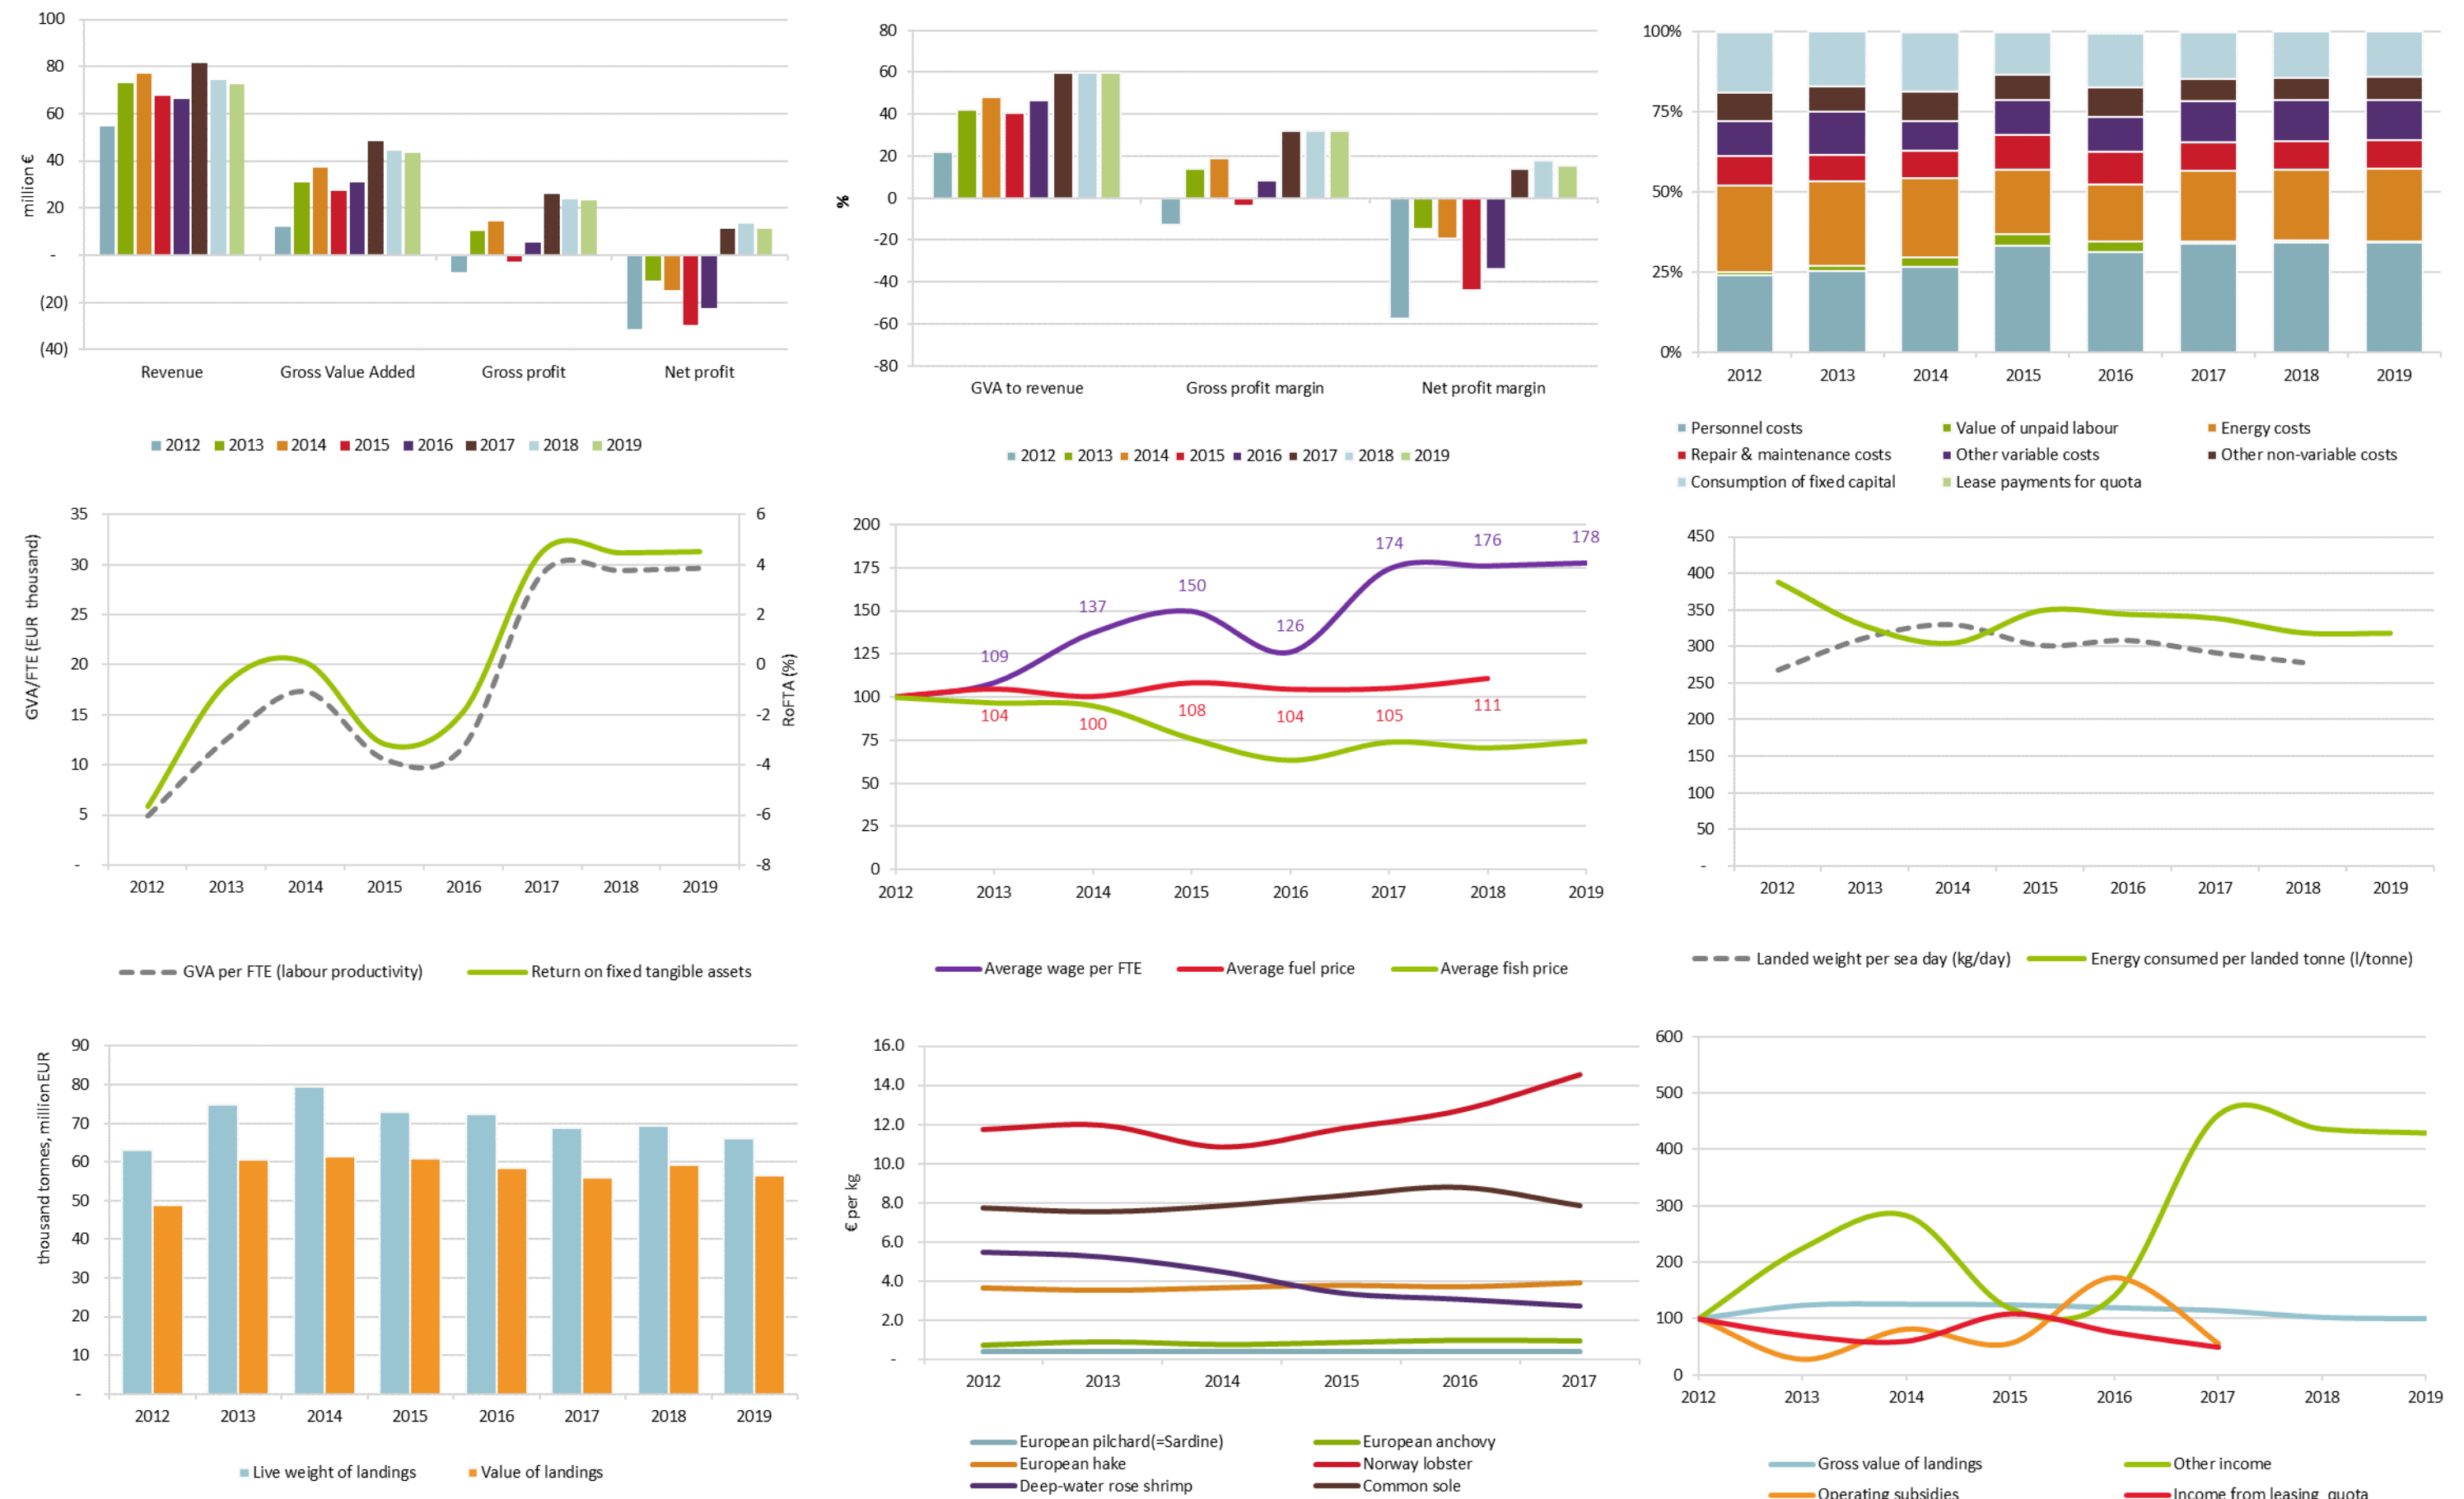 100
80
60
40
20
-
(20)
(40)
million €
Revenue Gross Value Added Gross profit Net profit
2012 2013 2014 2015 2016 2017 2018 2019
80
60
40
20
0
-20
-40
-60
-80
%
GVA to revenue Gross profit margin Net profit margin
2012 2013 2014 2015 2016 2017 2018 2019
100%
75%
50%
25%
0%
2012 2013 2014 2015 2016 2017 2018 2019
Personnel costs Value of unpaid labour Energy costs
Repair & maintenance costs Other variable costs Other non-variable costs
Consumption of fixed capital Lease payments for quota
35
30
25
20
15
10
5
-
GVA/FTE (EUR thousand)
6
4
2
0
-2
-4
-6
-8
RoFTA (%)
2012 2013 2014 2015 2016 2017 2018 2019
GVA per FTE (labour productivity) Return on fixed tangible assets
200
175
150
125
100
75
50
25
0
109 137 150 126 174 176 178
104 100 108 104 105 111
2012 2013 2014 2015 2016 2017 2018 2019
Average wage per FTE Average fuel price Average fish price
450
400
350
300
250
200
150
100
50
-
2012 2013 2014 2015 2016 2017 2018 2019
Landed weight per sea day (kg/day) Energy consumed per landed tonne (l/tonne)
90
80
70
60
50
40
30
20
10
-
thousand tonnes, million EUR
2012 2013 2014 2015 2016 2017 2018 2019
Live weight of landings Value of landings
16.0
14.0
12.0
10.0
8.0
6.0
4.0
2.0
-
€ per kg
2012 2013 2014 2015 2016 2017
European pilchard(=Sardine) European anchovy
European hake Norway lobster
Deep-water rose shrimp Common sole
600
500
400
300
200
100
0
2012 2013 2014 2015 2016 2017 2018 2019
Gross value of landings Other income
Operating subsidies Income from leasing quota